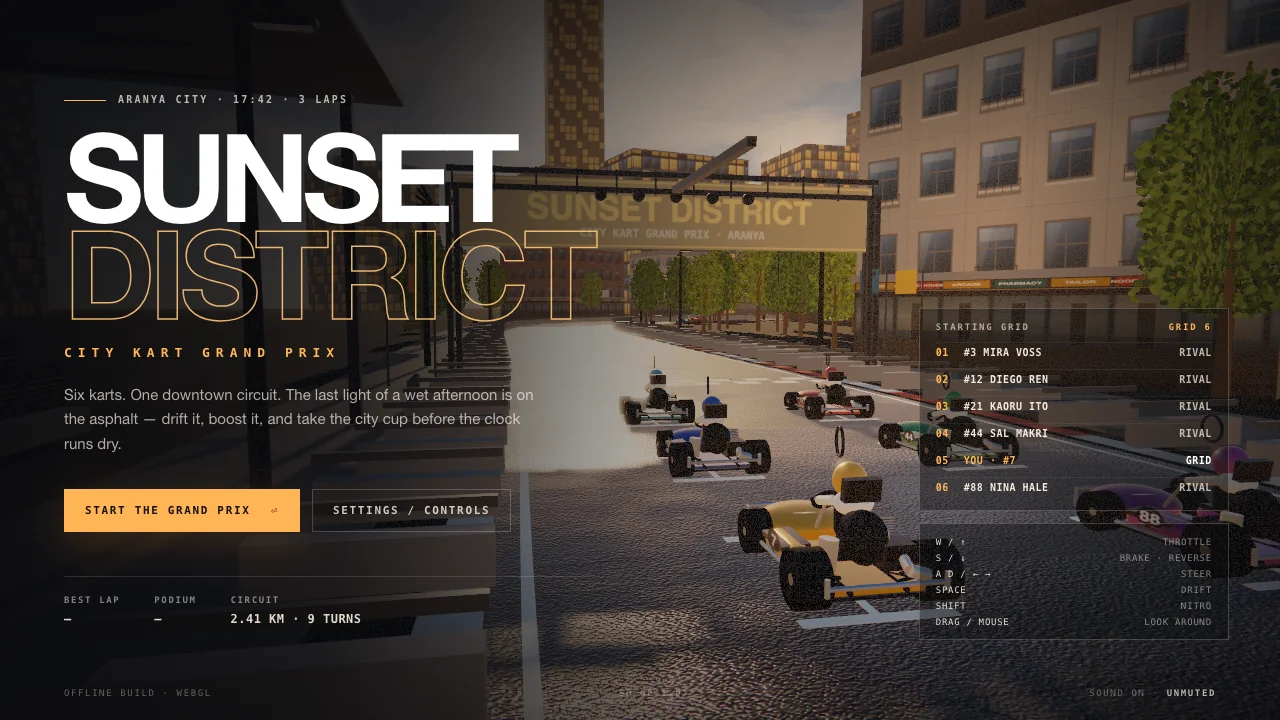 ARANYA CITY · 17:42 · 3 LAPS
SUNSET
DISTRICT
CITY KART GRAND PRIX
Six karts. One downtown circuit. The last light of a wet afternoon is on
the asphalt — drift it, boost it, and take the city cup before the clock
runs dry.
START THE GRAND PRIX ⏎
SETTINGS / CONTROLS
BEST LAP PODIUM CIRCUIT
— — 2.41 KM · 9 TURNS
OFFLINE BUILD · WEBGL
SUNSET DISTRICT
CITY KART GRAND PRIX · ARANYA
ARCADE
PHARMACY
TAILOR
STARTING GRID GRID 6
01 #3 MIRA VOSS RIVAL
02 #12 DIEGO REN RIVAL
03 #21 KAORU ITO RIVAL
04 #44 SAL MAKRI RIVAL
05 YOU · #7 GRID
06 #88 NINA HALE RIVAL
88
W / ↑ THROTTLE
S / ↓ BRAKE · REVERSE
A D / ← → STEER
SPACE DRIFT
SHIFT NITRO
DRAG / MOUSE LOOK AROUND
SOUND ON · UNMUTED